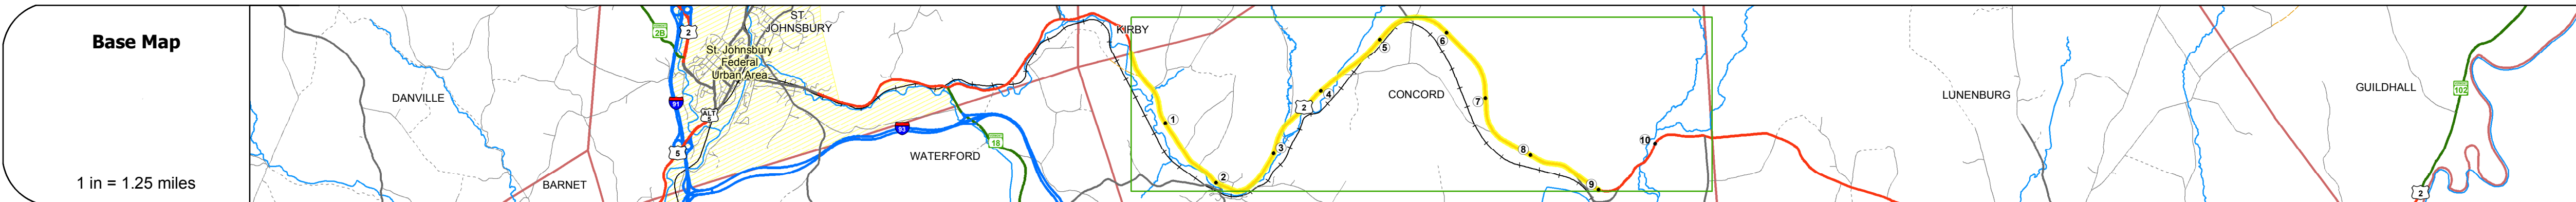 Base Map
1 in = 1.25 miles
DANVILLE
BARNET
2B
2
ST.
JOHNSBURY
St. Johnsbury
Federal
Urban Area
91
ALT
5
5
93
WATERFORD
18
KIRBY
1
2
3
2
4
5
CONCORD
6
7
8
9
10
LUNENBURG
GUILDHALL
102
2